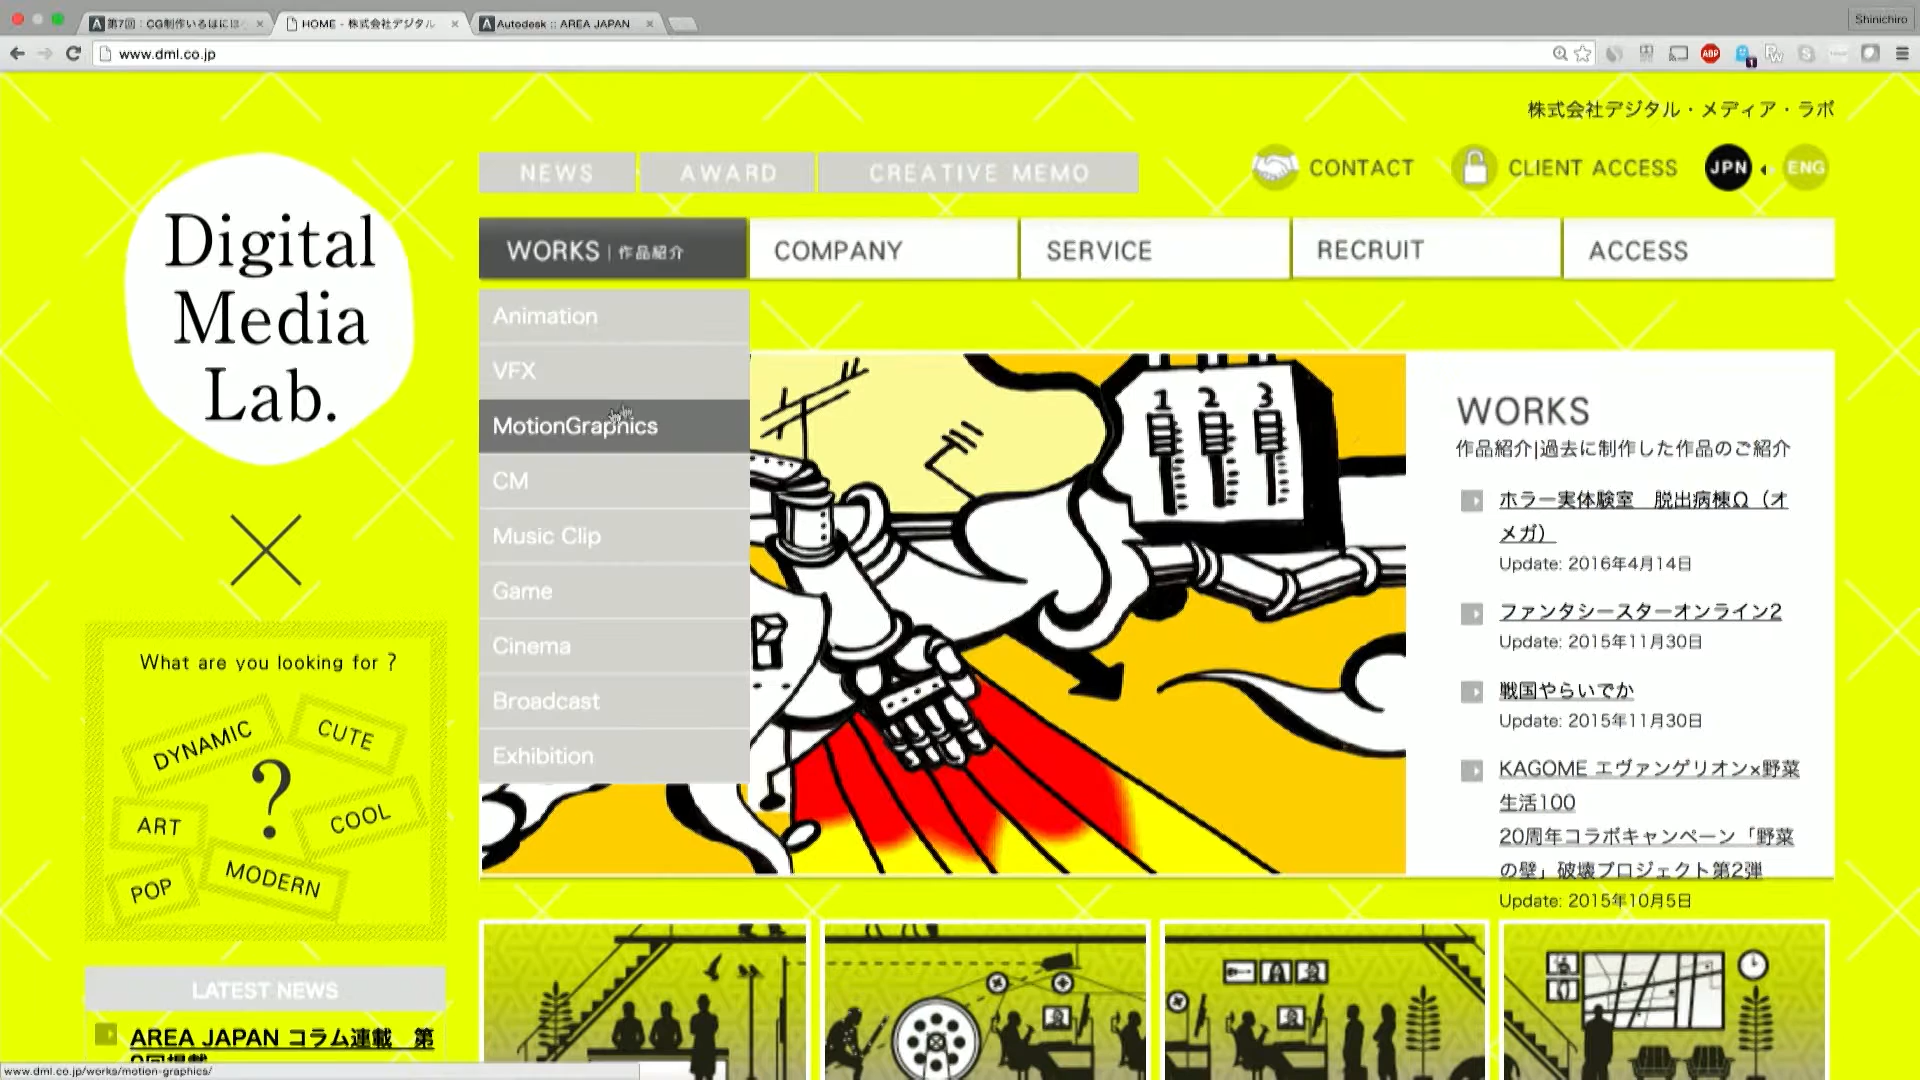 第7回：CG制作いろはにほ
HOME - 株式会社デジタル
Autodesk :: AREA JAPAN
Shinichiro
www.dml.co.jp
ABP
1
株式会社デジタル・メディア・ラボ
NEWS
AWARD
CREATIVE MEMO
CONTACT
CLIENT ACCESS
JPN
ENG
Digital
Media
Lab.
WORKS | 作品紹介
COMPANY
SERVICE
RECRUIT
ACCESS
Animation
VFX
MotionGraphics
CM
Music Clip
Game
Cinema
Broadcast
Exhibition
1 2 3
WORKS
作品紹介|過去に制作した作品のご紹介
ホラー実体験室　脱出病棟Ω（オ
メガ）
Update: 2016年4月14日
ファンタシースターオンライン2
Update: 2015年11月30日
戦国やらいでか
Update: 2015年11月30日
KAGOME エヴァンゲリオン×野菜
生活100
20周年コラボキャンペーン「野菜
の壁」破壊プロジェクト第2弾
Update: 2015年10月5日
What are you looking for ?
DYNAMIC
CUTE
?
ART
COOL
POP
MODERN
LATEST NEWS
AREA JAPAN コラム連載　第
www.dml.co.jp/works/motion-graphics/